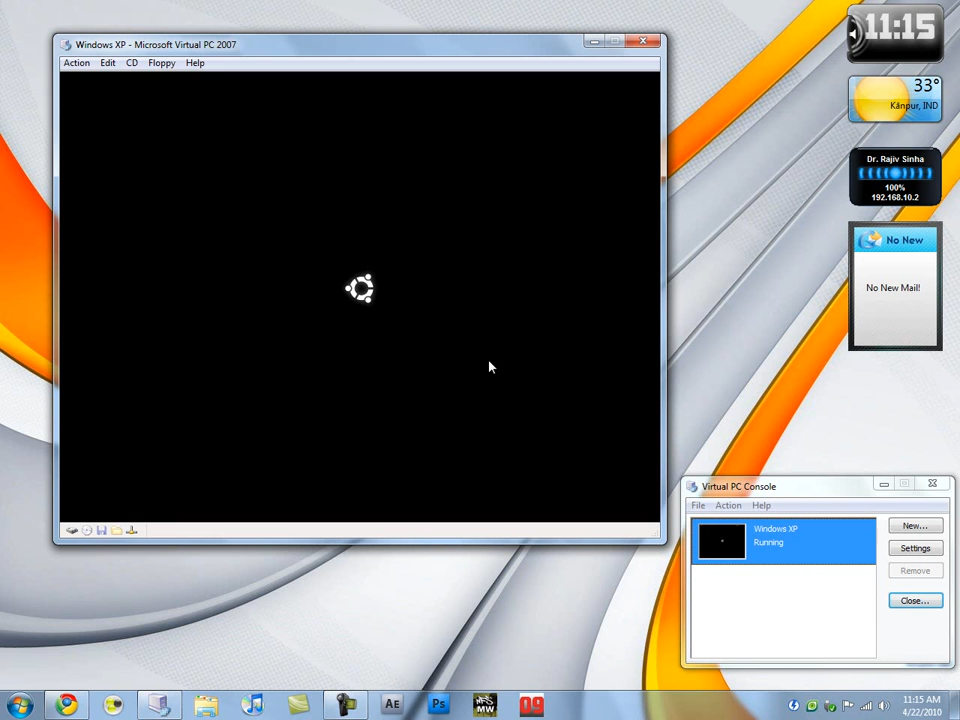 Windows XP - Microsoft Virtual PC 2007
Action Edit CD Floppy Help
11:15
33°
Kānpur, IND
Dr. Rajiv Sinha
100%
192.168.10.2
No New
No New Mail!
Virtual PC Console
File Action Help
Windows XP
Running
New...
Settings
Remove
Close...
AE
Ps
NFS
MW
09
11:15 AM
4/22/2010